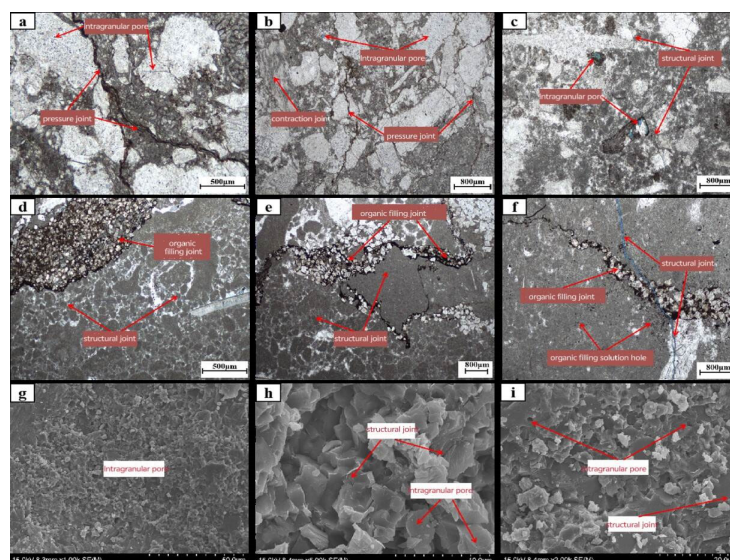 a
intragranular pore
pressure joint
500μm
b
intragranular pore
contraction joint
pressure joint
800μm
c
structural joint
intragranular pore
800μm
d
organic
filling joint
structural joint
500μm
e
organic filling joint
structural joint
800μm
f
structural joint
organic filling joint
organic filling solution hole
800μm
g
Intragranular pore
h
structural joint
intragranular pore
i
intragranular pore
structural joint